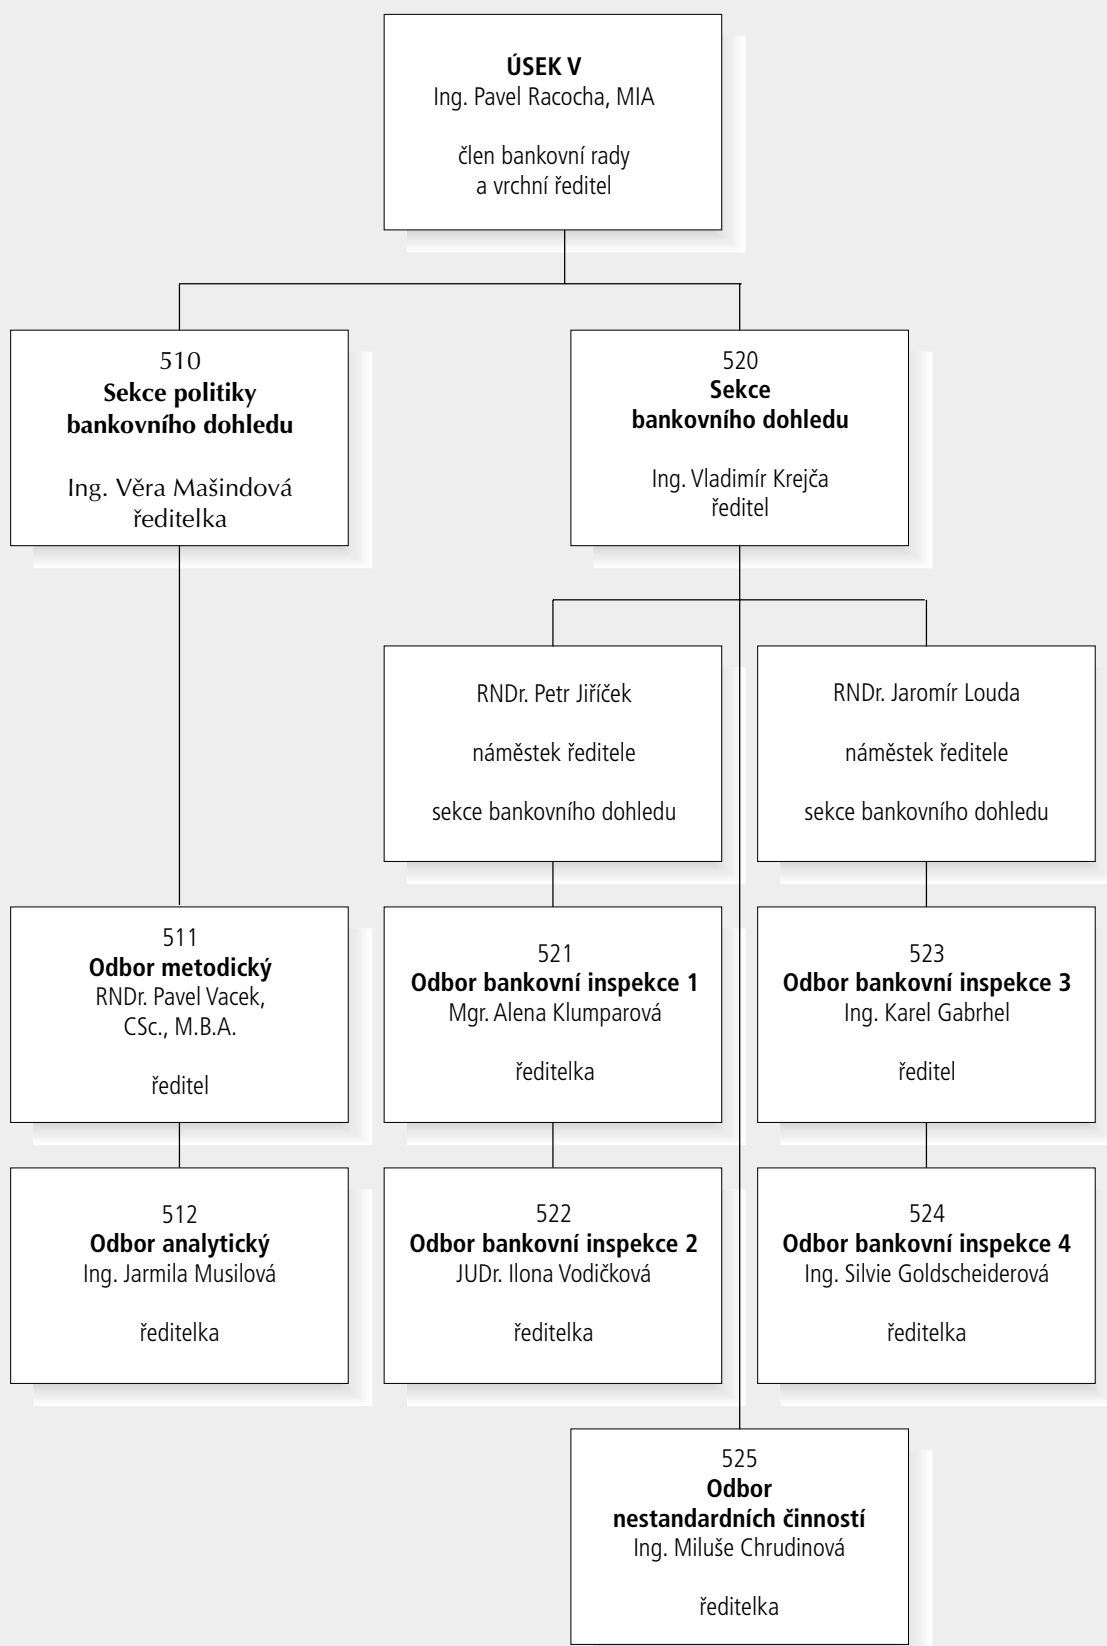 ÚSEK V
Ing. Pavel Racocha, MIA
člen bankovní rady
a vrchní ředitel
510
Sekce politiky
bankovního dohledu
Ing. Věra Mašindová
ředitelka
520
Sekce
bankovního dohledu
Ing. Vladimír Krejča
ředitel
RNDr. Petr Jiříček
náměstek ředitele
sekce bankovního dohledu
RNDr. Jaromír Louda
náměstek ředitele
sekce bankovního dohledu
511
Odbor metodický
RNDr. Pavel Vacek,
CSc., M.B.A.
ředitel
521
Odbor bankovní inspekce 1
Mgr. Alena Klumparová
ředitelka
523
Odbor bankovní inspekce 3
Ing. Karel Gabrhel
ředitel
512
Odbor analytický
Ing. Jarmila Musilová
ředitelka
522
Odbor bankovní inspekce 2
JUDr. Ilona Vodičková
ředitelka
524
Odbor bankovní inspekce 4
Ing. Silvie Goldscheiderová
ředitelka
525
Odbor
nestandardních činností
Ing. Miluše Chrudinová
ředitelka